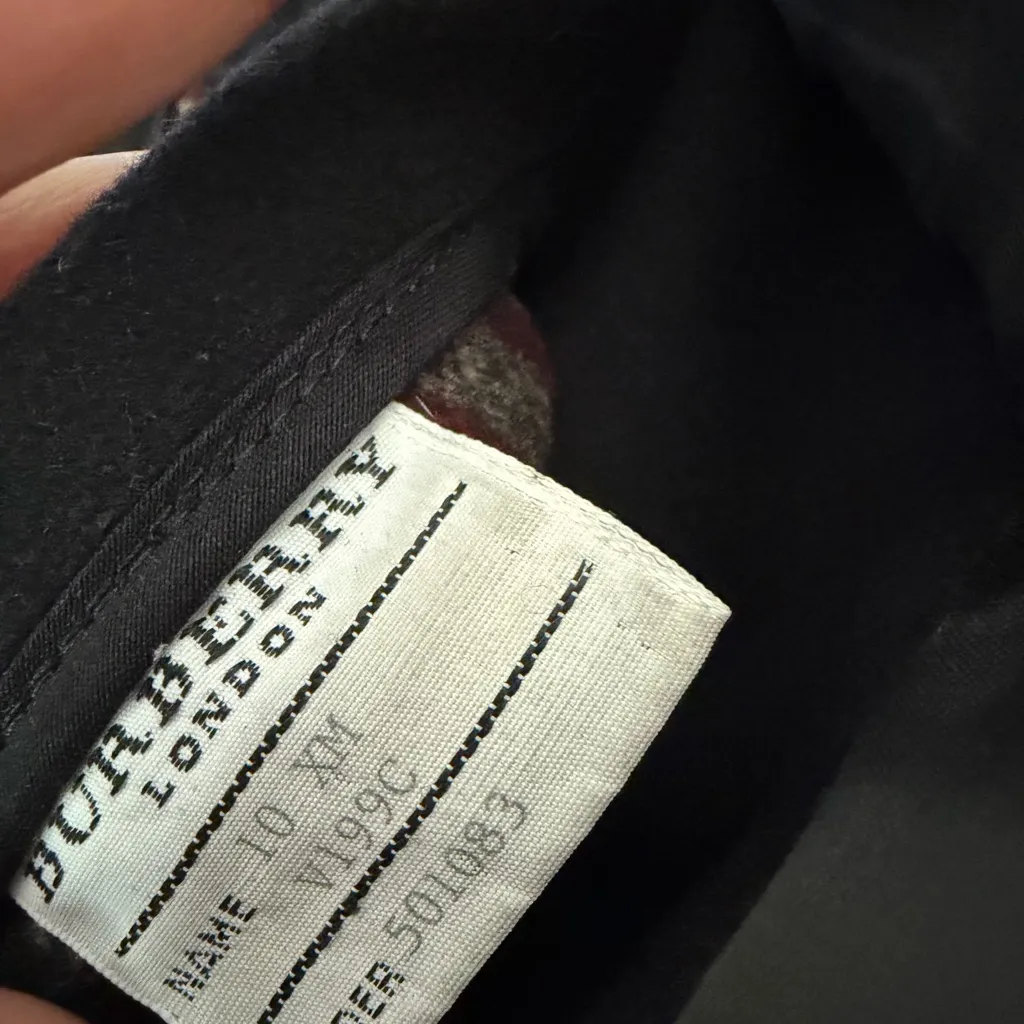 BURBERRY
LONDON
NAME 10 XM
V199C
501083